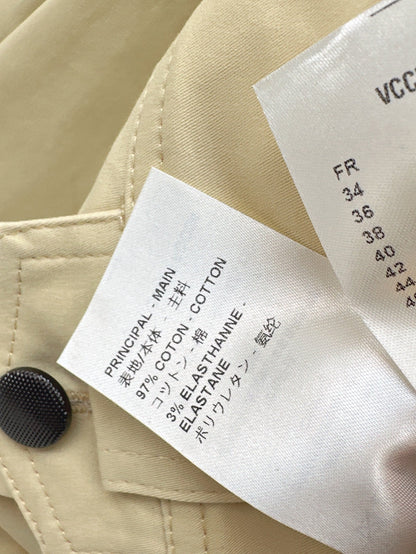 PRINCIPAL - MAIN
表地/本体 - 主料
97% COTON - COTTON
コットン - 棉
3% ELASTHANNE -
ELASTANE
ポリウレタン - 氨纶
FR
34
36
38
40
42
44